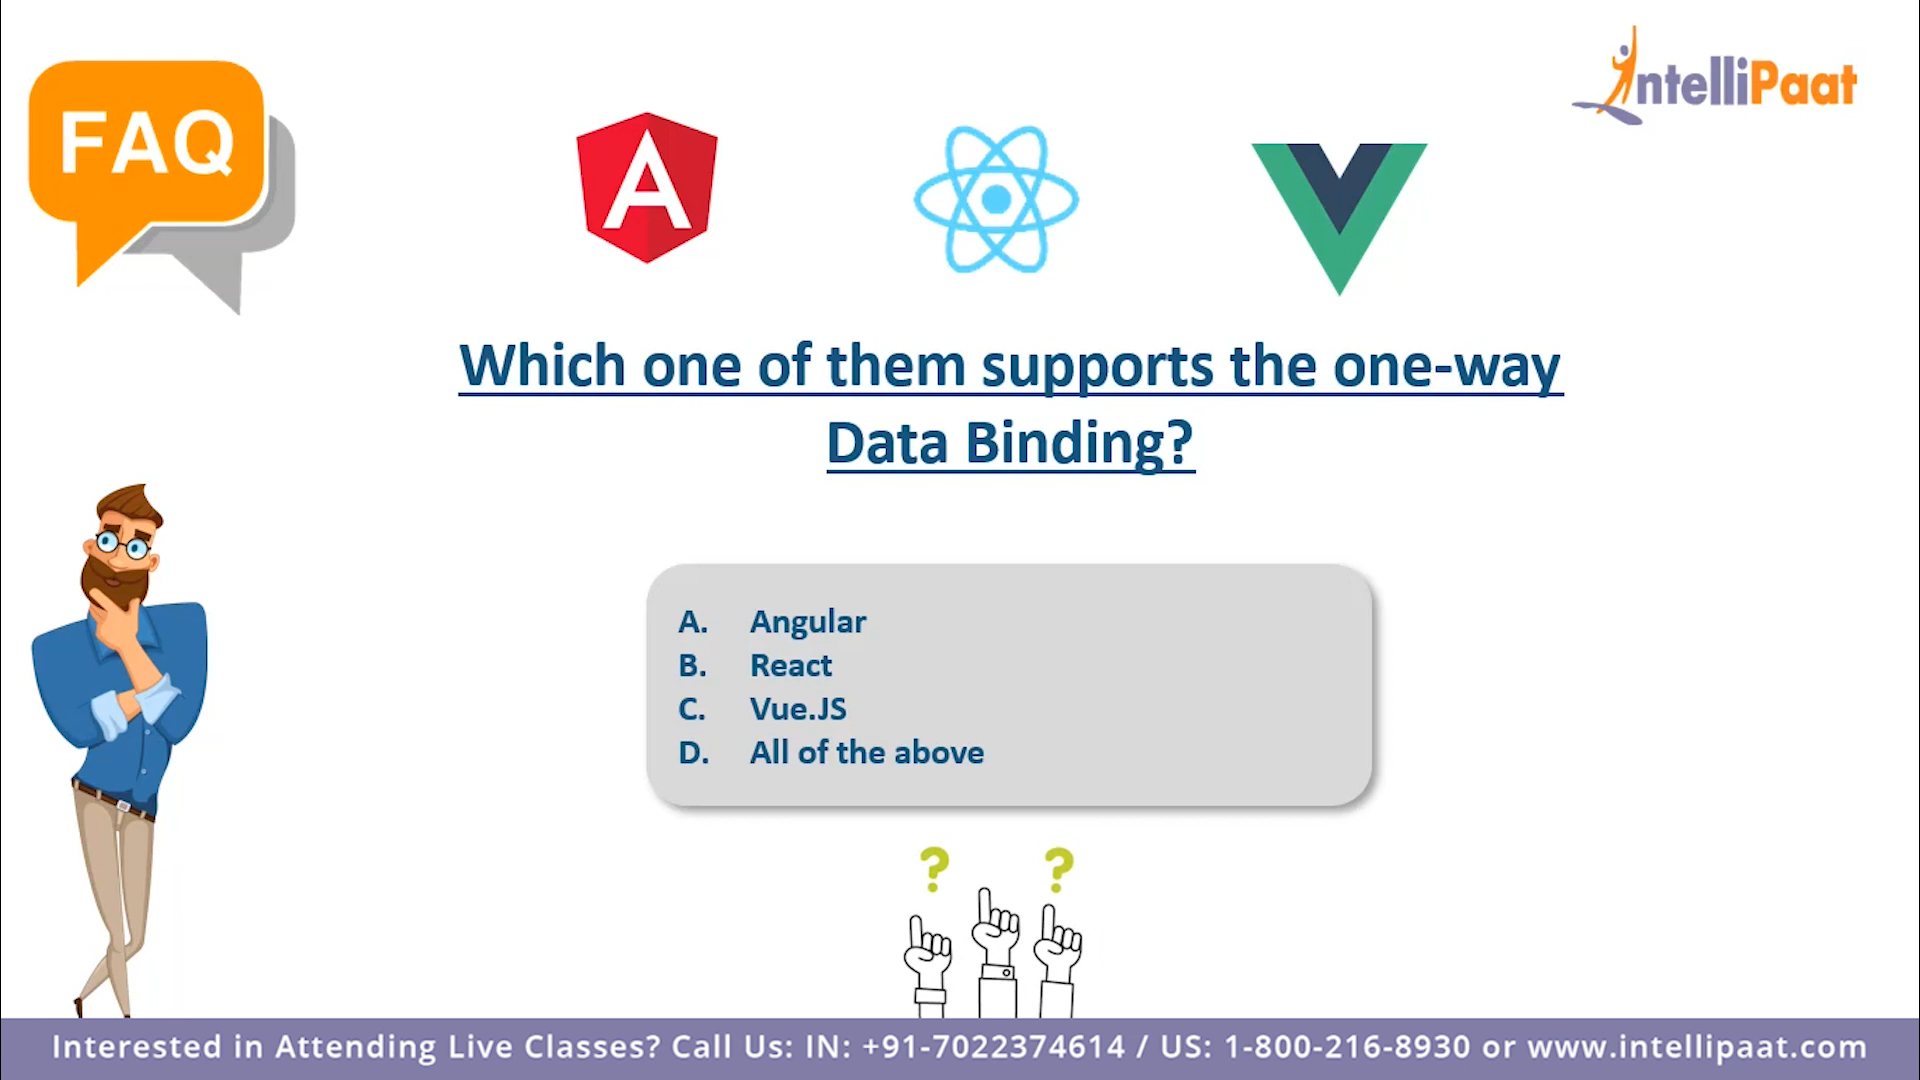 FAQ
IntelliPaat
Which one of them supports the one-way
Data Binding?
A. Angular
B. React
C. Vue.JS
D. All of the above
? ?
Interested in Attending Live Classes? Call Us: IN: +91-7022374614 / US: 1-800-216-8930 or www.intellipaat.com